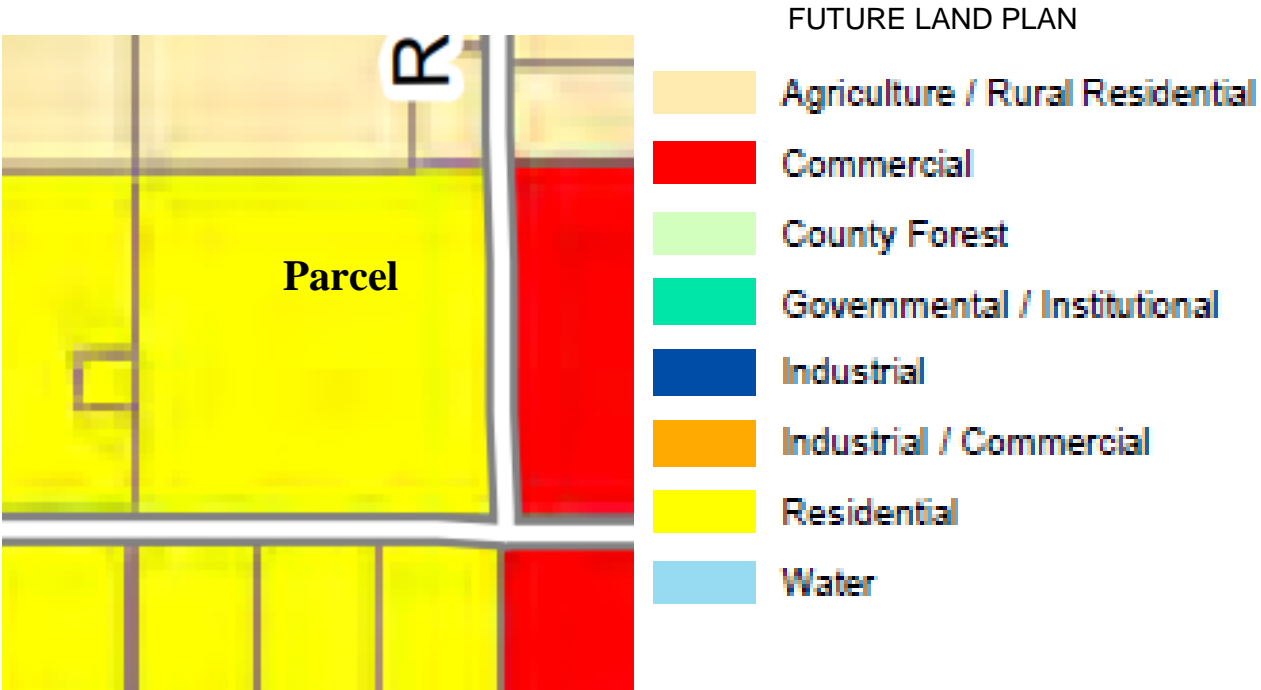 FUTURE LAND PLAN
R
Parcel
Agriculture / Rural Residential
Commercial
County Forest
Governmental / Institutional
Industrial
Industrial / Commercial
Residential
Water